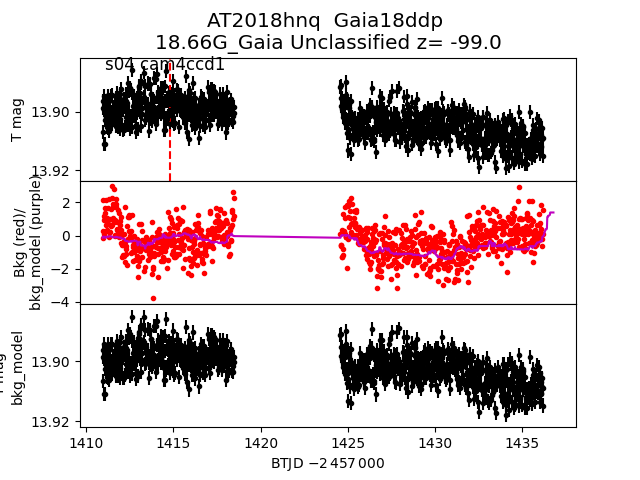 AT2018hnq  Gaia18ddp
18.66G_Gaia Unclassified z= -99.0
s04 cam4ccd1
T mag
13.90
13.92
Bkg (red)/
bkg_model (purple)
2
0
−2
−4
bkg_model
13.90
13.92
1410
1415
1420
1425
1430
1435
BTJD −2 457 000